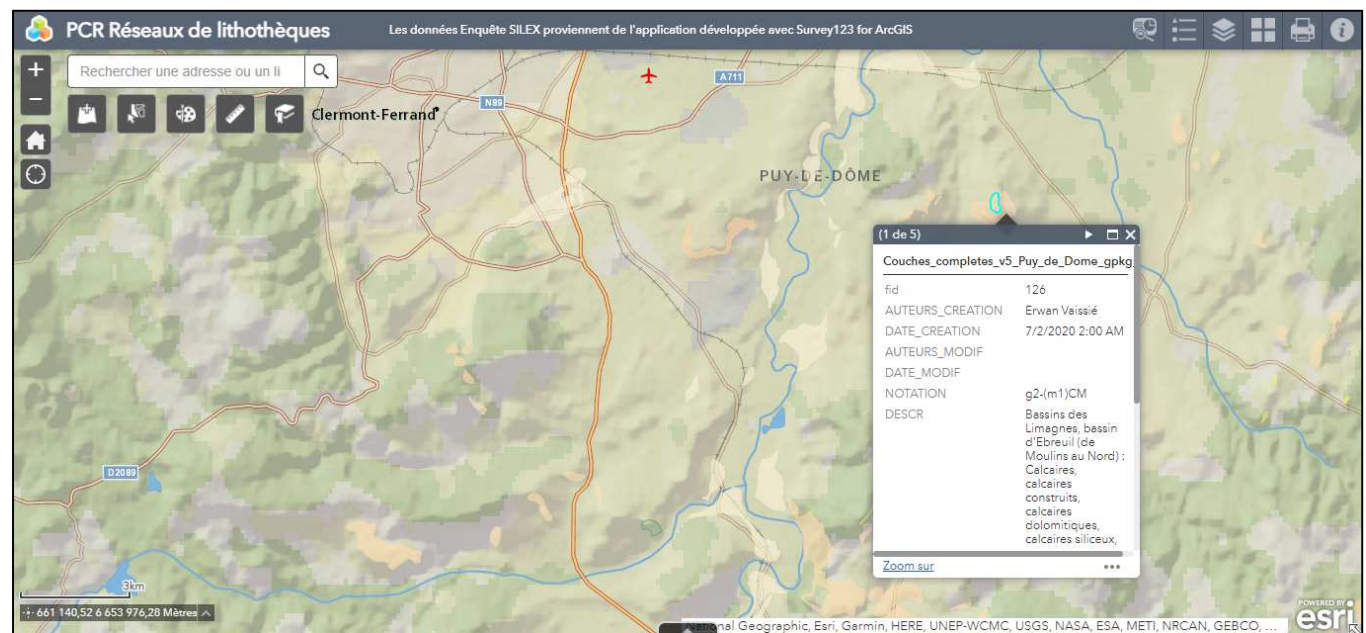 PCR Réseaux de lithothèques
Les données Enquête SILEX proviennent de l'application développée avec Survey123 for ArcGIS
+
Rechercher une adresse ou un li
−
A711
N89
Clermont-Ferrand
PUY-DE-DÔME
(1 de 5)
Couches_completes_v5_Puy_de_Dome_gpkg_
fid 126
AUTEURS_CREATION Erwan Vaissié
DATE_CREATION 7/2/2020 2:00 AM
AUTEURS_MODIF
DATE_MODIF
NOTATION g2-(m1)CM
DESCR Bassins des
Limagnes, bassin
d'Ebreuil (de
Moulins au Nord) :
Calcaires,
calcaires
construits,
calcaires
dolomitiques,
calcaires siliceux,
D2089
Zoom sur
3km
661 140,52 6 653 976,28 Mètres
National Geographic, Esri, Garmin, HERE, UNEP-WCMC, USGS, NASA, ESA, METI, NRCAN, GEBCO, ...
POWERED BY
esri